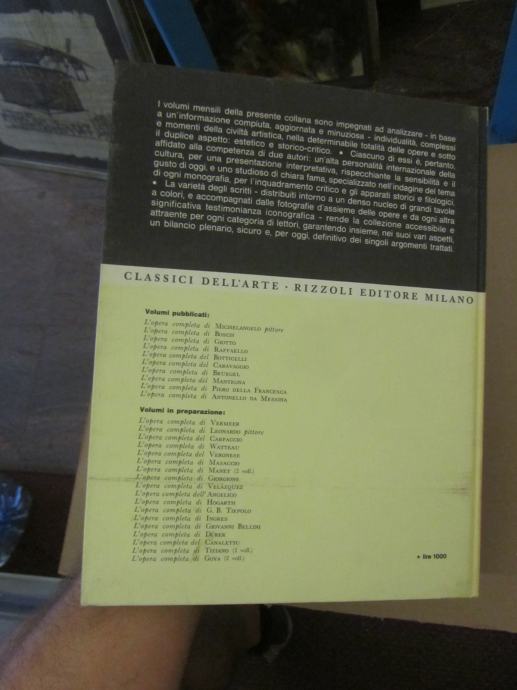 I volumi mensili della presente collana sono impegnati ad analizzare - in base
a un'informazione compiuta, aggiornata e minuziosa - individualità, complessi
e momenti della civiltà artistica, nella determinabile totalità delle opere e sotto
il duplice aspetto: estetico e storico-critico. • Ciascuno di essi è, pertanto,
affidato alla competenza di due autori: un'alta personalità internazionale della
cultura, per una presentazione interpretativa, rispecchiante la sensibilità e il
gusto di oggi, e uno studioso di chiara fama, specializzato nell'indagine del tema
di ogni monografia, per l'inquadramento critico e gli apparati storici e filologici.
• La varietà degli scritti - distribuiti intorno a un denso nucleo di grandi tavole
a colori, e accompagnati dalle fotografie d'assieme delle opere e da ogni altra
significativa testimonianza iconografica - rende la collezione accessibile e
attraente per ogni categoria di lettori, garantendo insieme, nei suoi vari aspetti,
un bilancio plenario, sicuro e, per oggi, definitivo dei singoli argomenti trattati.
CLASSICI DELL'ARTE · RIZZOLI EDITORE MILANO
Volumi pubblicati:
L'opera completa di MICHELANGELO pittore
L'opera completa di BOSCH
L'opera completa di GIOTTO
L'opera completa di RAFFAELLO
L'opera completa del BOTTICELLI
L'opera completa del CARAVAGGIO
L'opera completa di BRUEGEL
L'opera completa del MANTEGNA
L'opera completa di PIERO DELLA FRANCESCA
L'opera completa di ANTONELLO DA MESSINA
Volumi in preparazione:
L'opera completa di VERMEER
L'opera completa di LEONARDO pittore
L'opera completa del CARPACCIO
L'opera completa di WATTEAU
L'opera completa del VERONESE
L'opera completa di MASACCIO
L'opera completa di MANET (2 voll.)
L'opera completa di GIORGIONE
L'opera completa di VELÁZQUEZ
L'opera completa dell'ANGELICO
L'opera completa di HOGARTH
L'opera completa di G. B. TIEPOLO
L'opera completa di INGRES
L'opera completa di GIOVANNI BELLINI
L'opera completa di DÜRER
L'opera completa del CANALETTO
L'opera completa di TIZIANO (2 voll.)
L'opera completa di GOYA (2 voll.)
• lire 1000